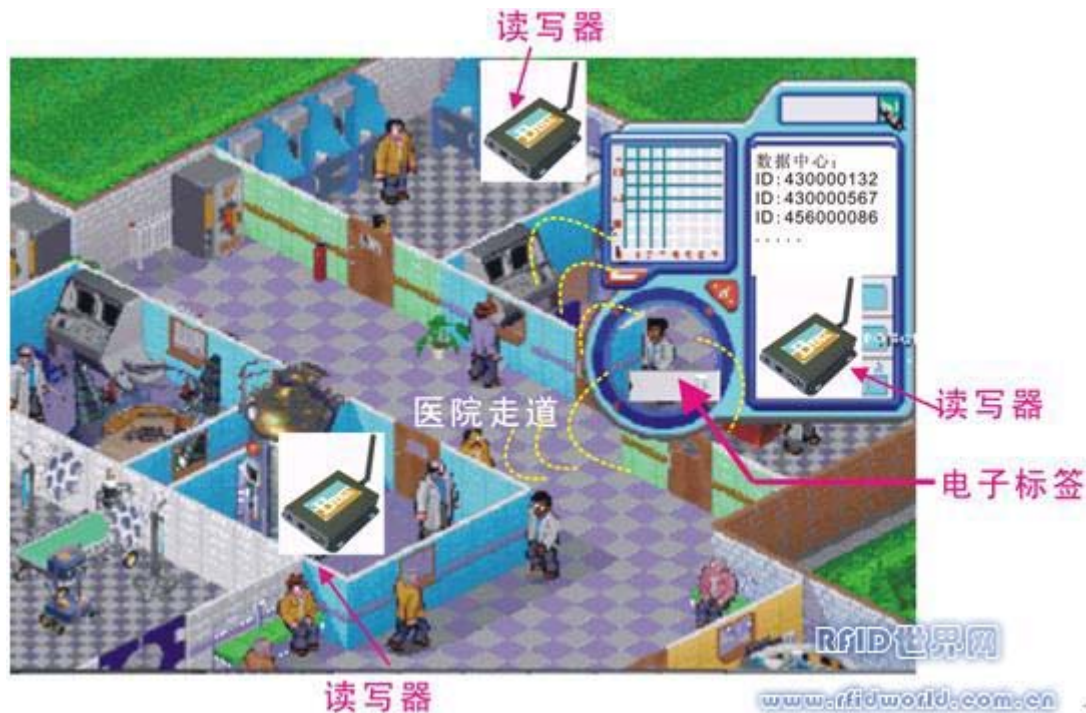 读写器
数据中心:
ID:430000132
ID:430000567
ID:456000086
.....
读写器
医院走道
电子标签
读写器
RFID世界网
www.rfidworld.com.cn